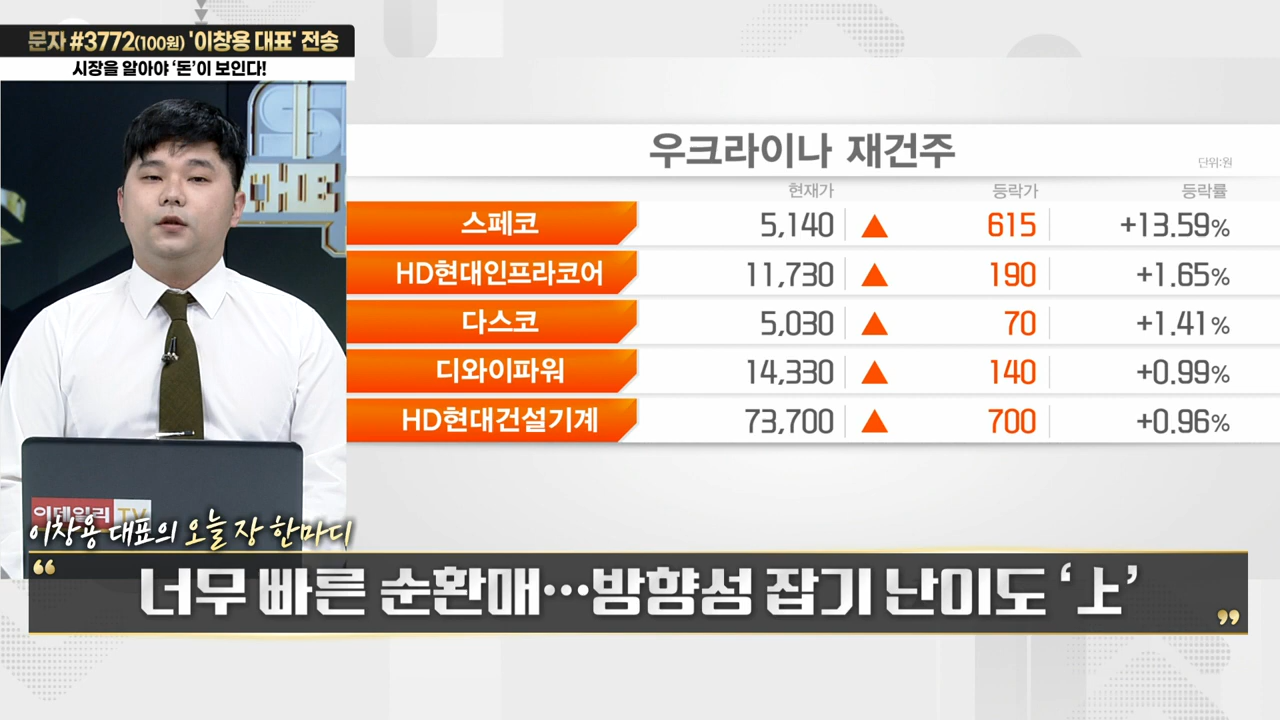 문자 #3772(100원) '이창용 대표' 전송
시장을 알아야 '돈'이 보인다!
우크라이나 재건주
단위:원
현재가 등락가 등락률
스페코 5,140 ▲ 615 +13.59%
HD현대인프라코어 11,730 ▲ 190 +1.65%
다스코 5,030 ▲ 70 +1.41%
디와이파워 14,330 ▲ 140 +0.99%
HD현대건설기계 73,700 ▲ 700 +0.96%
이데일리 TV
이창용 대표의 오늘 장 한마디
“너무 빠른 순환매…방향성 잡기 난이도 ‘上’”